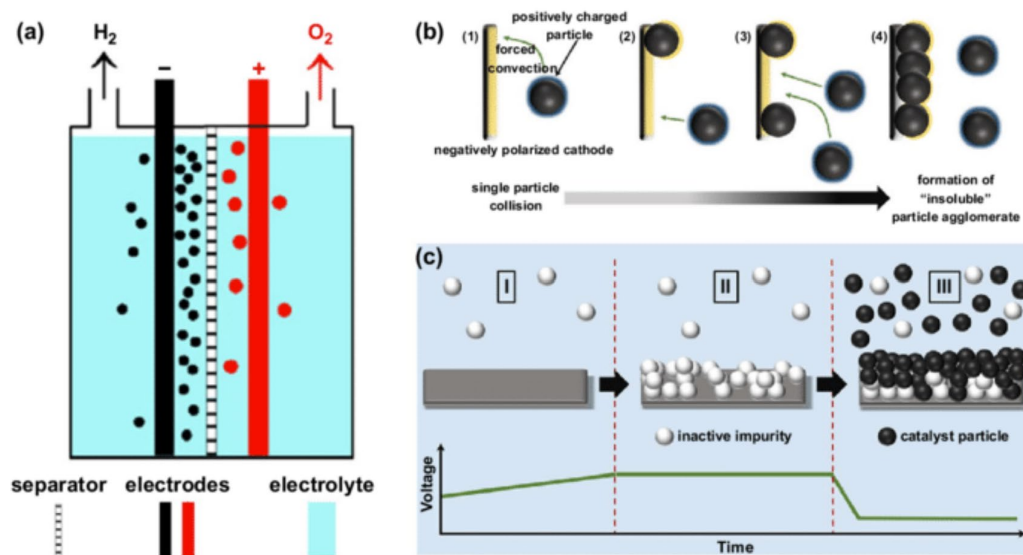 (a)
H2
O2
−
+
separator
electrodes
electrolyte
(b)
positively charged
particle
(1)
forced
convection
(2)
(3)
(4)
negatively polarized cathode
single particle
collision
formation of
"insoluble"
particle agglomerate
(c)
I
II
III
inactive impurity
catalyst particle
Voltage
Time